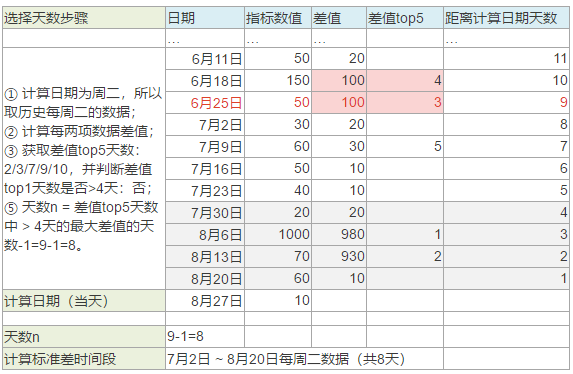 选择天数步骤 日期 指标数值 差值 差值top5 距离计算日期天数
… … … …
6月11日 50 20 11
6月18日 150 100 4 10
6月25日 50 100 3 9
7月2日 30 20 8
7月9日 60 30 5 7
7月16日 50 10 6
7月23日 40 10 5
7月30日 20 20 4
8月6日 1000 980 1 3
8月13日 70 930 2 2
8月20日 60 10 1
① 计算日期为周二，所以
取历史每周二的数据；
② 计算每两项数据差值；
③ 获取差值top5天数：
2/3/7/9/10，并判断差值
top1天数是否>4天：否；
⑤ 天数n = 差值top5天数
中 > 4天的最大差值的天
数-1=9-1=8。
计算日期（当天） 8月27日 10
天数n 9-1=8
计算标准差时间段 7月2日 ~ 8月20日每周二数据（共8天）